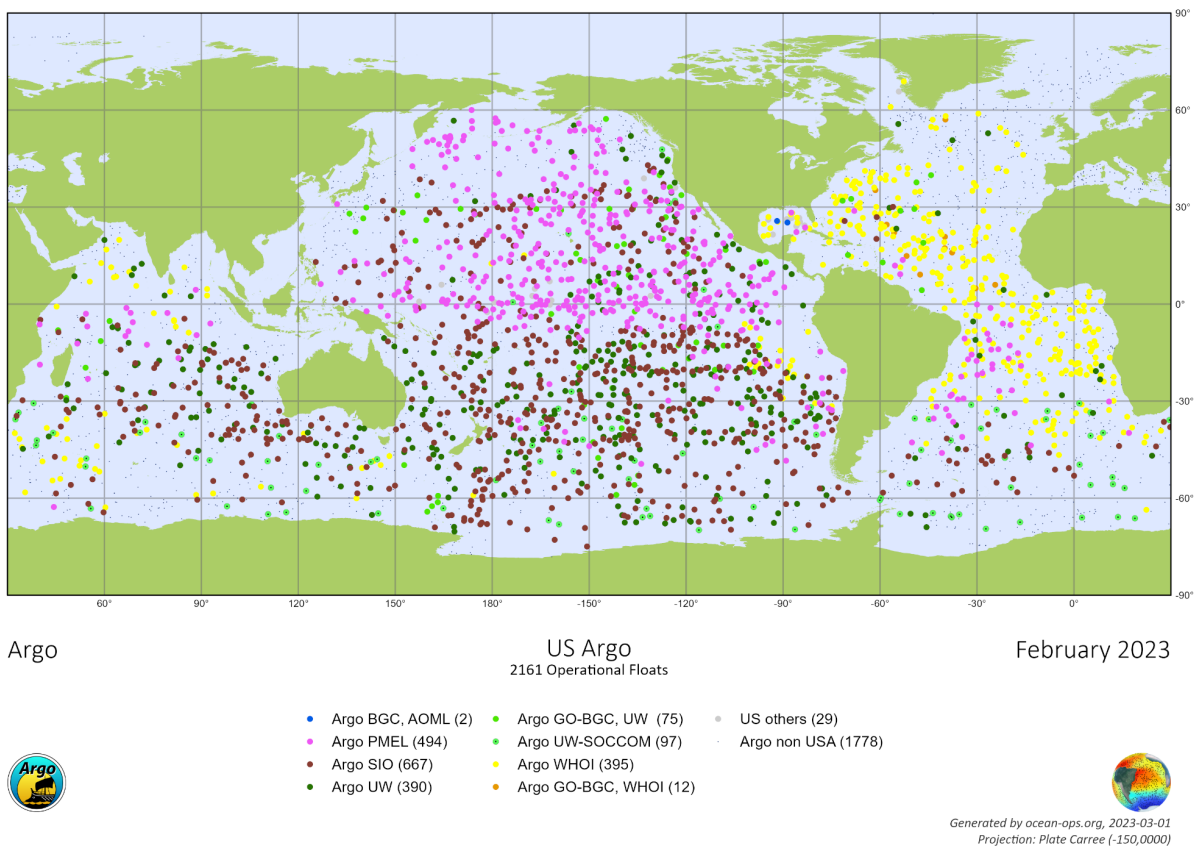 90°
60°
30°
0°
-30°
-60°
-90°
60° 90° 120° 150° 180° -150° -120° -90° -60° -30° 0°
Argo US Argo February 2023
2161 Operational Floats
Argo BGC, AOML (2) Argo GO-BGC, UW (75) US others (29)
Argo PMEL (494) Argo UW-SOCCOM (97) Argo non USA (1778)
Argo SIO (667) Argo WHOI (395)
Argo UW (390) Argo GO-BGC, WHOI (12)
Argo
Generated by ocean-ops.org, 2023-03-01
Projection: Plate Carree (-150,0000)